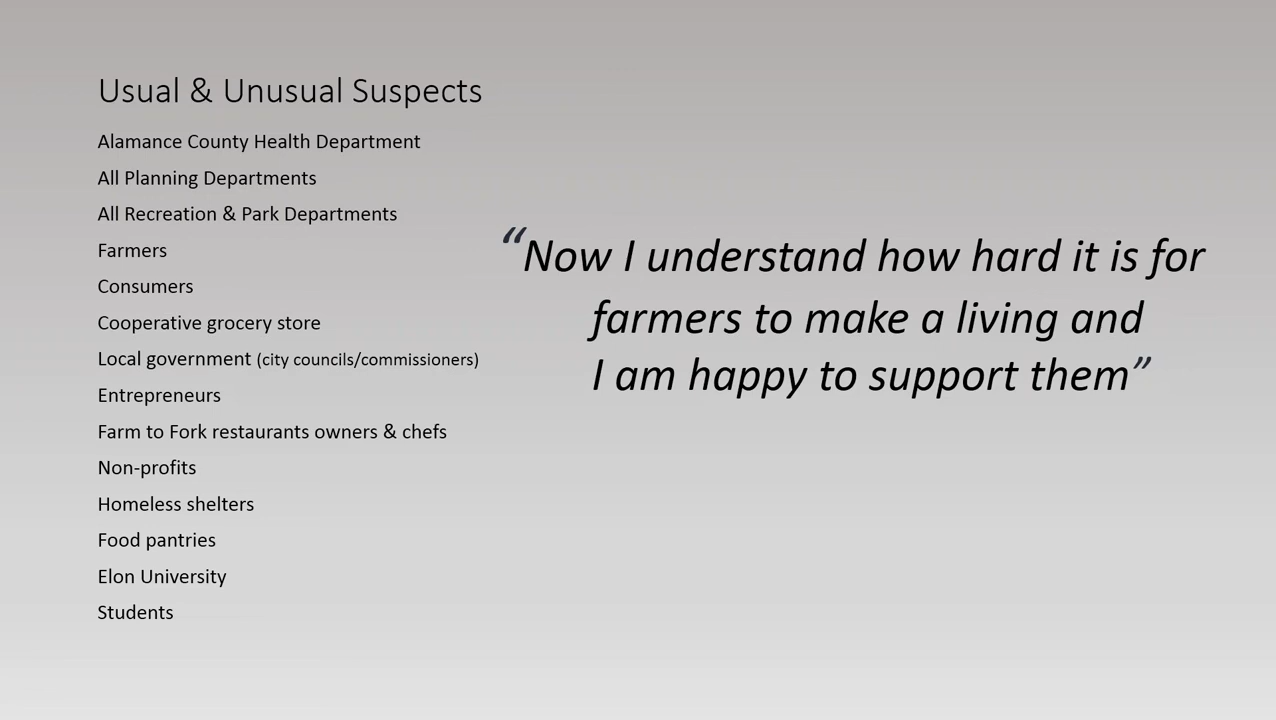 Usual & Unusual Suspects
Alamance County Health Department
All Planning Departments
All Recreation & Park Departments
Farmers
Consumers
Cooperative grocery store
Local government (city councils/commissioners)
Entrepreneurs
Farm to Fork restaurants owners & chefs
Non-profits
Homeless shelters
Food pantries
Elon University
Students
“Now I understand how hard it is for
farmers to make a living and
I am happy to support them”